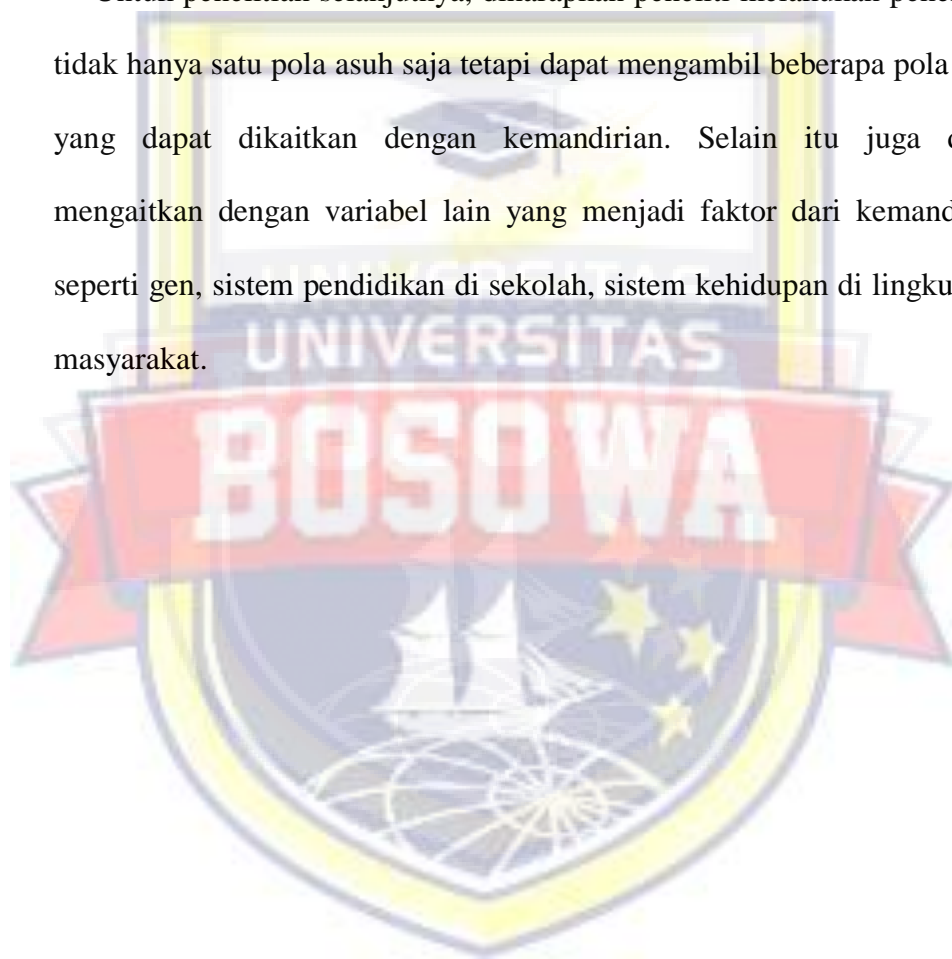 tidak hanya satu pola asuh saja tetapi dapat mengambil beberapa pola
yang dapat dikaitkan dengan kemandirian. Selain itu juga
mengaitkan dengan variabel lain yang menjadi faktor dari
seperti gen, sistem pendidikan di sekolah, sistem kehidupan di
masyarakat.
UNIVERSITAS
BOSOWA